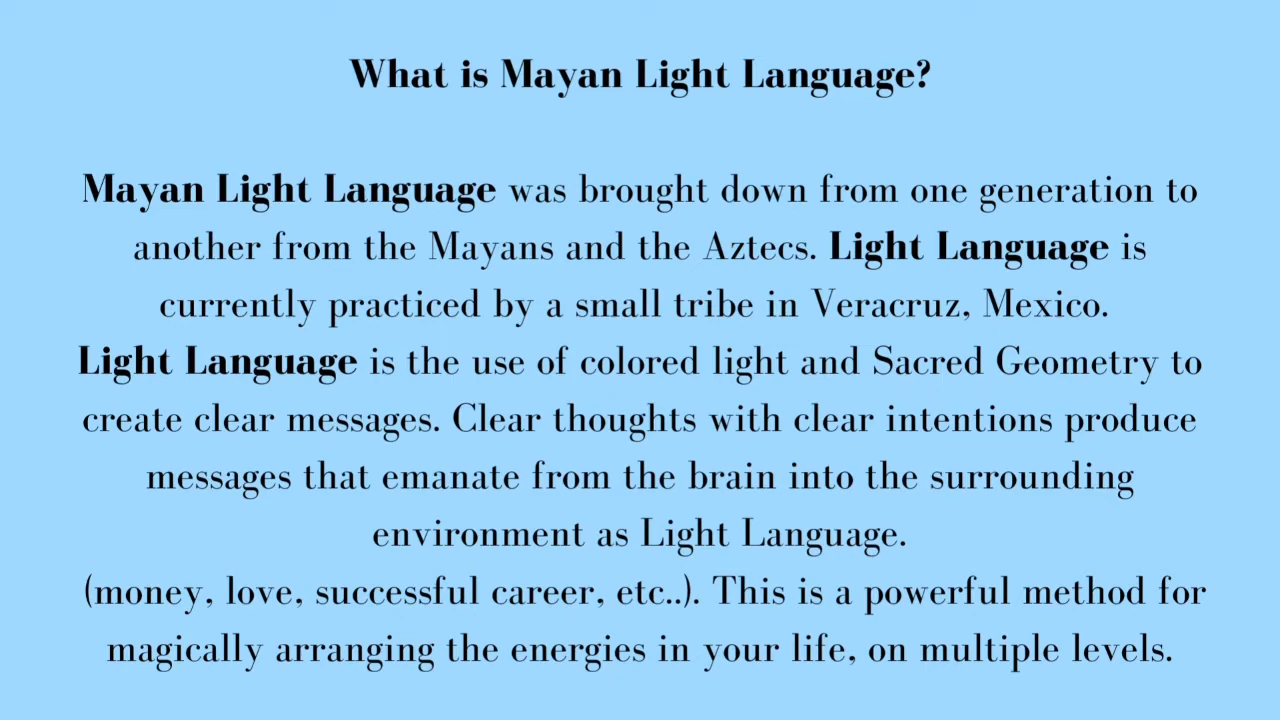 What is Mayan Light Language?
Mayan Light Language was brought down from one generation to
another from the Mayans and the Aztecs. Light Language is
currently practiced by a small tribe in Veracruz, Mexico.
Light Language is the use of colored light and Sacred Geometry to
create clear messages. Clear thoughts with clear intentions produce
messages that emanate from the brain into the surrounding
environment as Light Language.
(money, love, successful career, etc..). This is a powerful method for
magically arranging the energies in your life, on multiple levels.